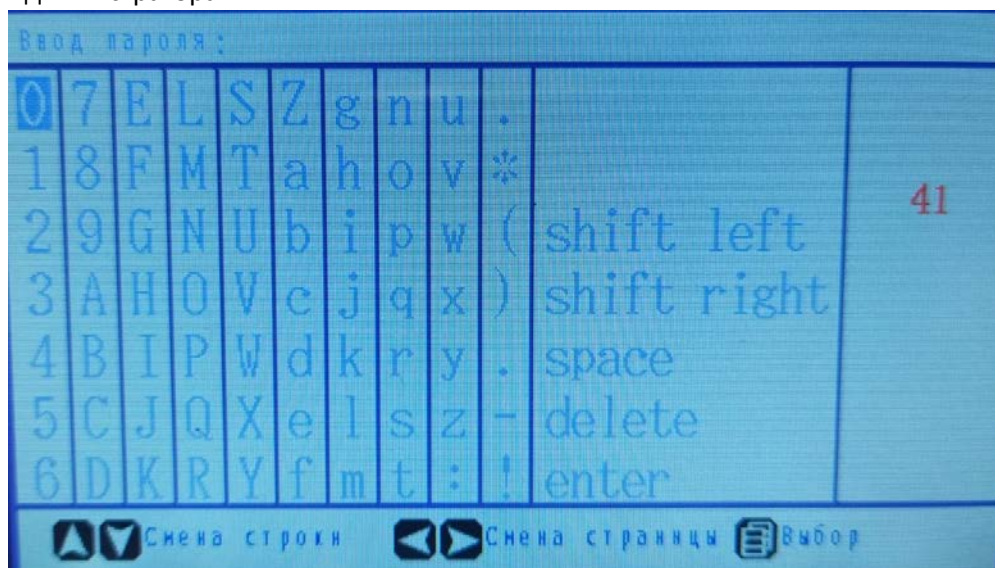 Ввод пароля:
0 7 E L S Z g n u .
1 8 F M T a h o v *
41
2 9 G N U b i p w ( shift left
3 A H O V c j q x ) shift right
4 B I P W d k r y . space
5 C J Q X e l s z - delete
6 D K R Y f m t : ! enter
Смена строки Смена страницы Выбор